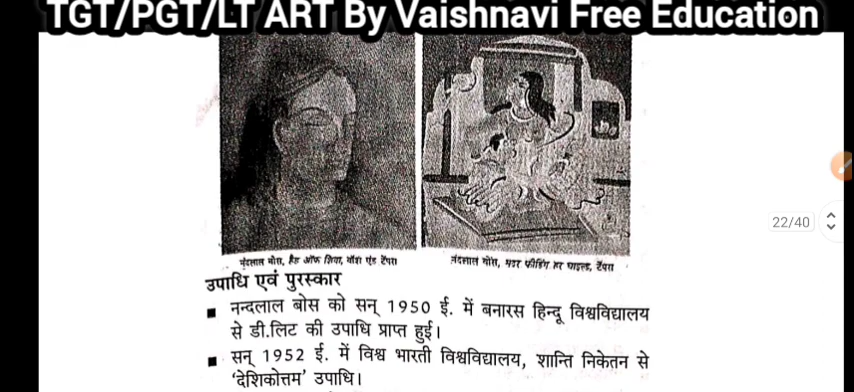 TGT/PGT/LT ART By Vaishnavi Free Education
22/40
नंदलाल बोस, हैड ऑफ शिवा, वॉश एंड टेंपरा
नंदलाल बोस, मदर फीडिंग हर चाइल्ड, टेंपरा
उपाधि एवं पुरस्कार
■ नन्दलाल बोस को सन् 1950 ई. में बनारस हिन्दू विश्वविद्यालय
से डी.लिट की उपाधि प्राप्त हुई।
■ सन् 1952 ई. में विश्व भारती विश्वविद्यालय, शान्ति निकेतन से
‘देशिकोत्तम’ उपाधि।